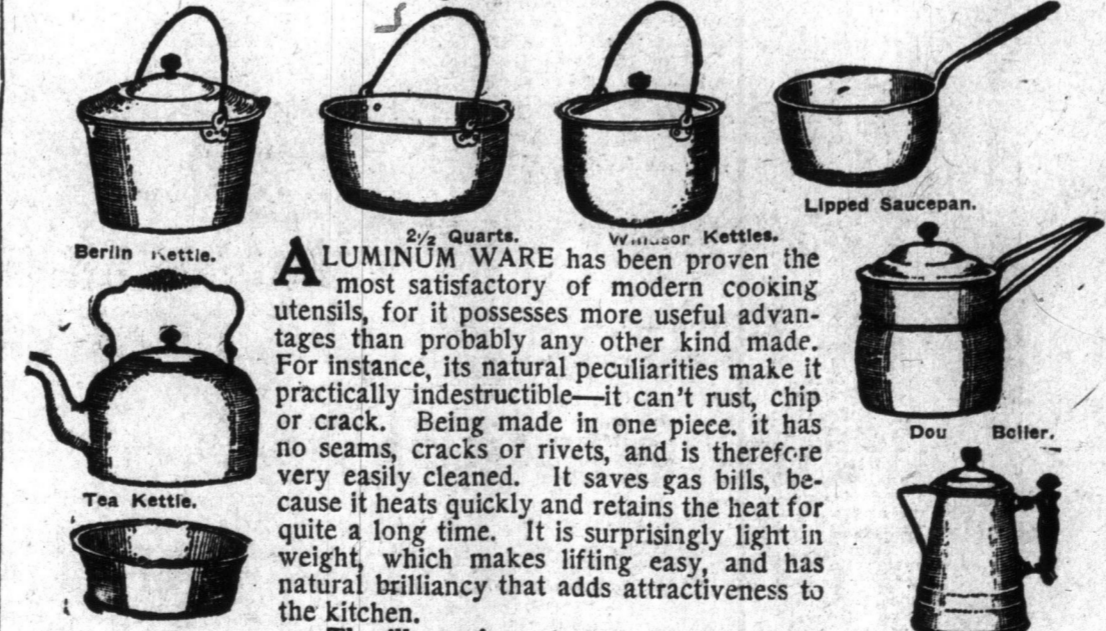 Lipped Saucepan.
2½ Quarts.
Kettles.
Berlin Kettle.
ALUMINUM WARE has been proven the
most satisfactory of modern cooking
utensils, for it possesses more useful advan-
tages than probably any other kind made.
For instance, its natural peculiarities make it
practically indestructible—it can't rust, chip
or crack. Being made in one piece, it has
no seams, cracks or rivets, and is therefore
very easily cleaned. It saves gas bills, be-
cause it heats quickly and retains the heat for
quite a long time. It is surprisingly light in
weight, which makes lifting easy, and has
natural brilliancy that adds attractiveness to
the kitchen.
Tea Kettle.
Dou Boiler.